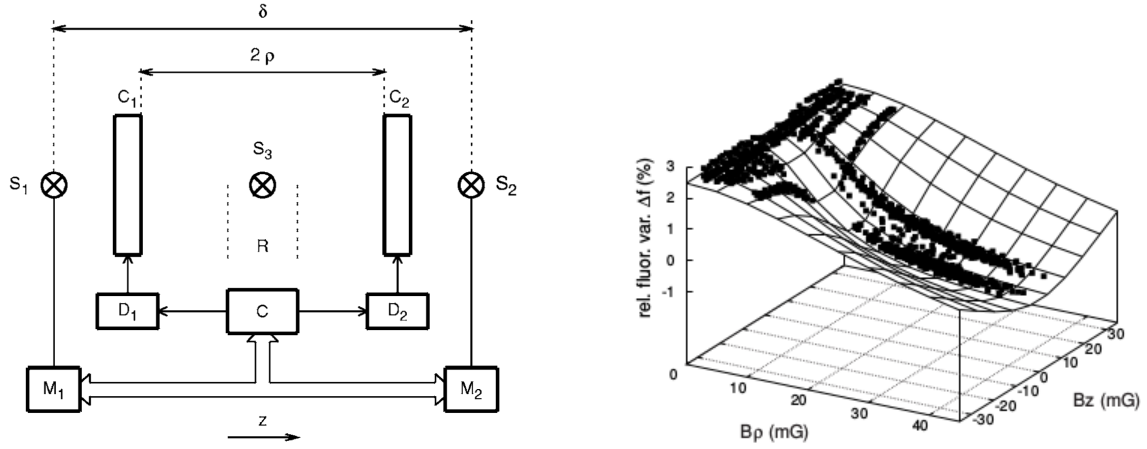 δ
2 ρ
C1
C2
S1
S3
S2
R
D1
C
D2
M1
M2
z
rel. fluor. var. Δf (%)
3
2
1
0
-1
0
10
20
30
40
Bρ (mG)
-30
-20
-10
0
10
20
30
Bz (mG)